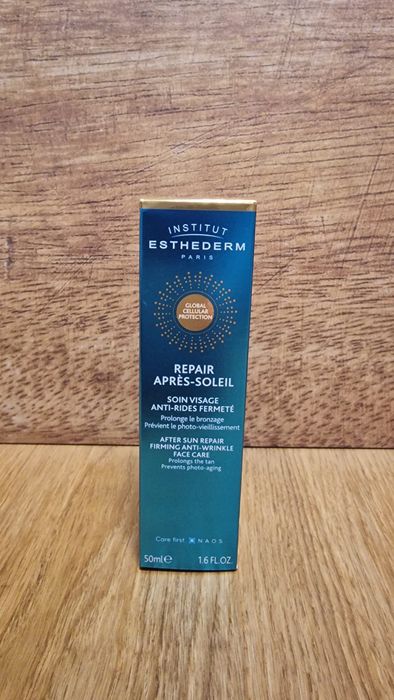 INSTITUT
ESTHEDERM
PARIS
GLOBAL
CELLULAR
PROTECTION
REPAIR
APRÈS-SOLEIL
SOIN VISAGE
ANTI-RIDES FERMETÉ
Prolonge le bronzage
Prévient le photo-vieillissement
AFTER SUN REPAIR
FIRMING ANTI-WRINKLE
FACE CARE
Prolongs the tan
Prevents photo-aging
Care first NAOS
50ml℮ 1.6 FL.OZ.